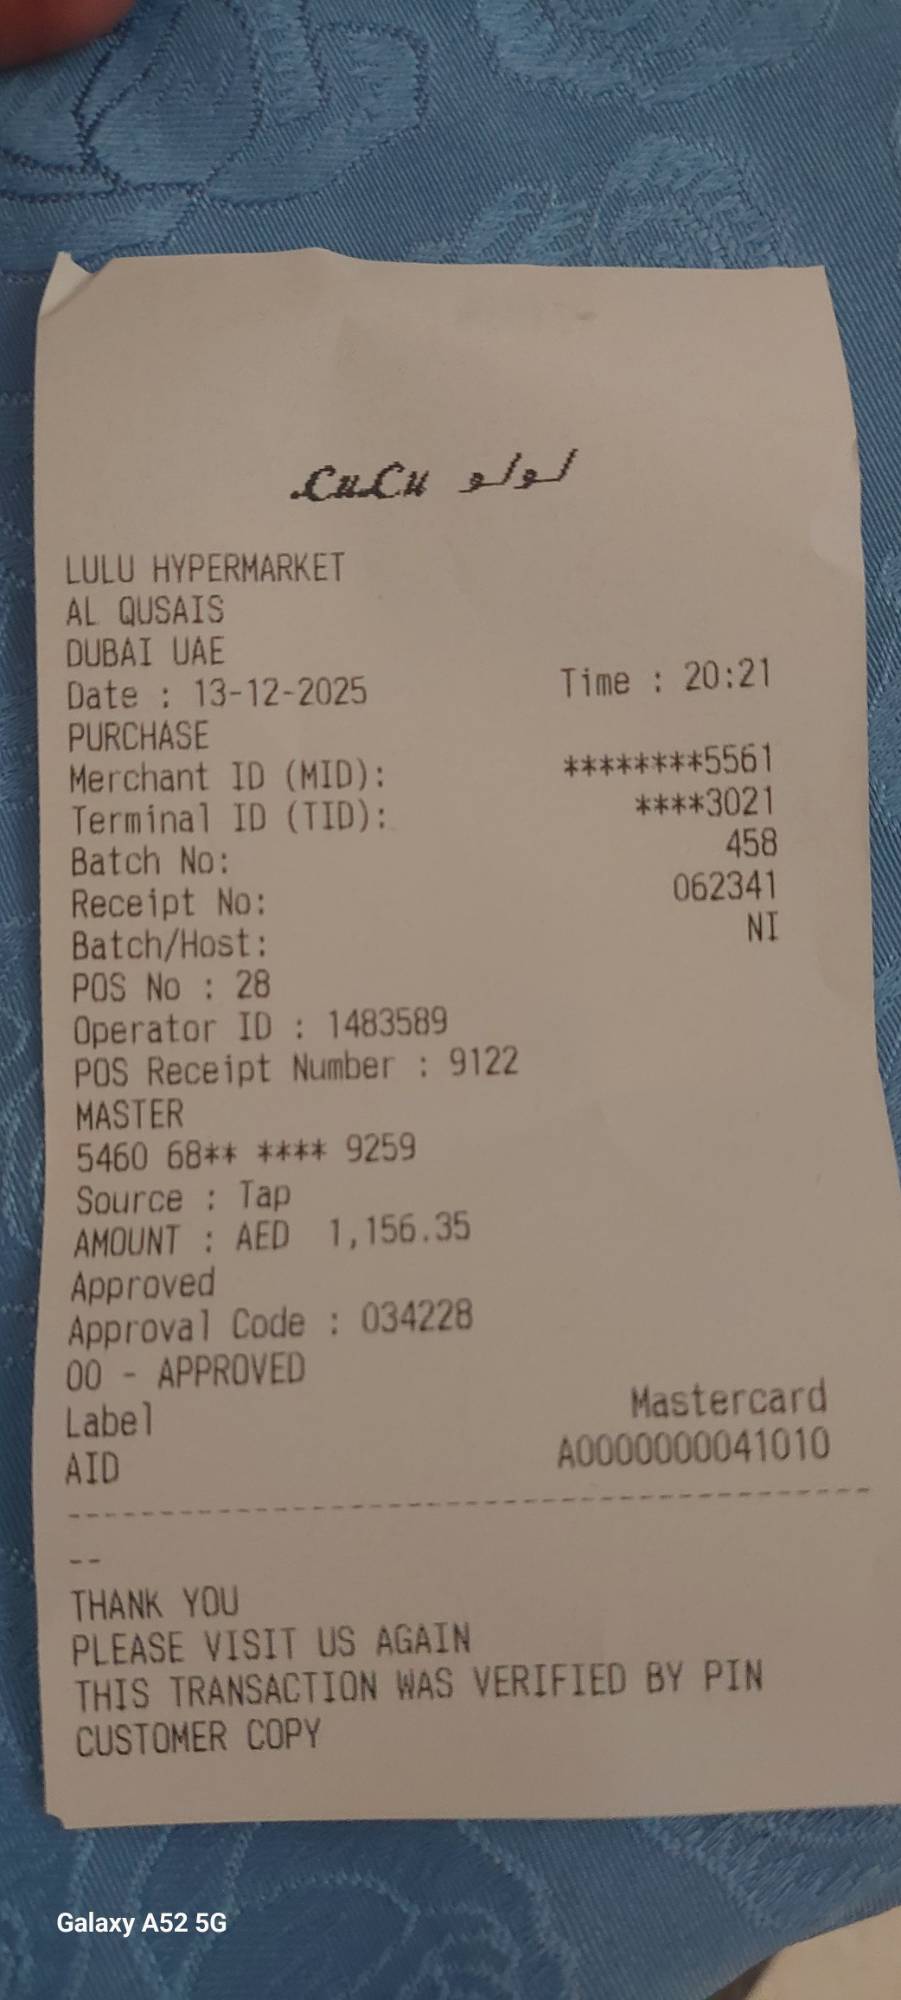 LuLu لولو
LULU HYPERMARKET
AL QUSAIS
DUBAI UAE
Date : 13-12-2025 Time : 20:21
PURCHASE
Merchant ID (MID): ********5561
Terminal ID (TID): ****3021
Batch No: 458
Receipt No: 062341
Batch/Host: NI
POS No : 28
Operator ID : 1483589
POS Receipt Number : 9122
MASTER
5460 68** **** 9259
Source : Tap
AMOUNT : AED 1,156.35
Approved
Approval Code : 034228
00 - APPROVED
Label Mastercard
AID A0000000041010
--
THANK YOU
PLEASE VISIT US AGAIN
THIS TRANSACTION WAS VERIFIED BY PIN
CUSTOMER COPY
Galaxy A52 5G